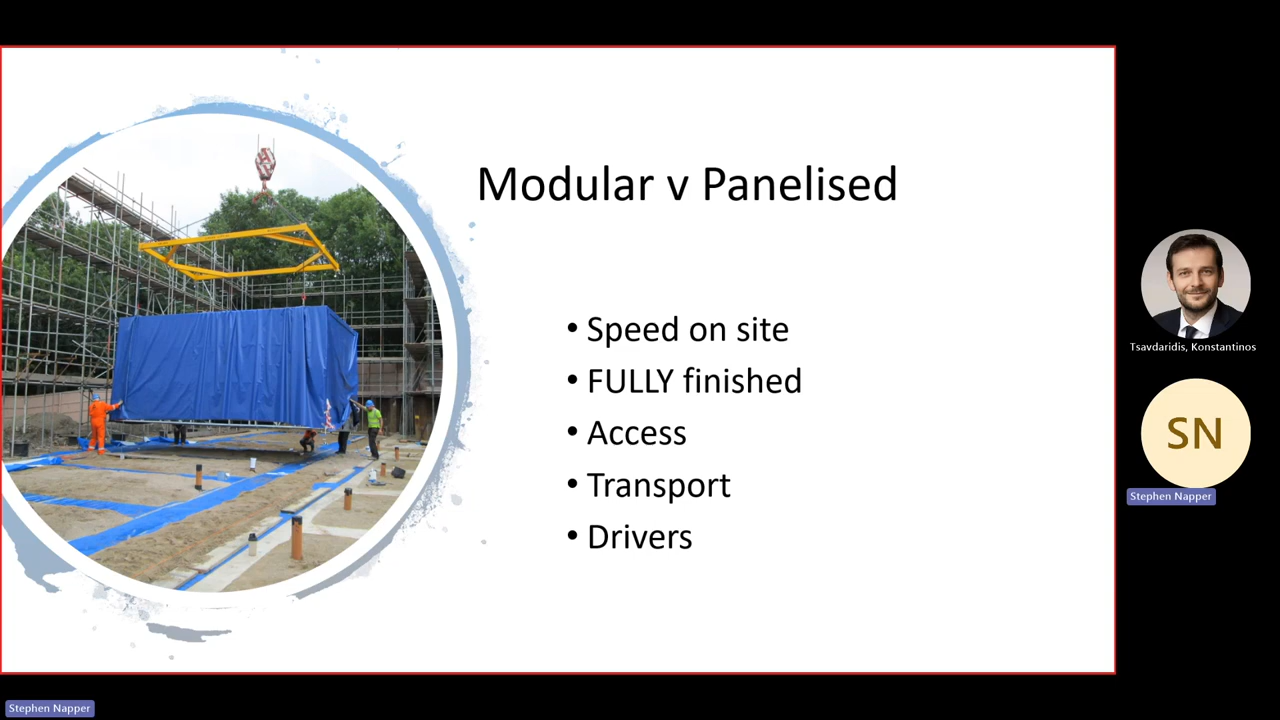 Modular v Panelised
• Speed on site
• FULLY finished
• Access
• Transport
• Drivers
Tsavdaridis, Konstantinos
SN
Stephen Napper
Stephen Napper